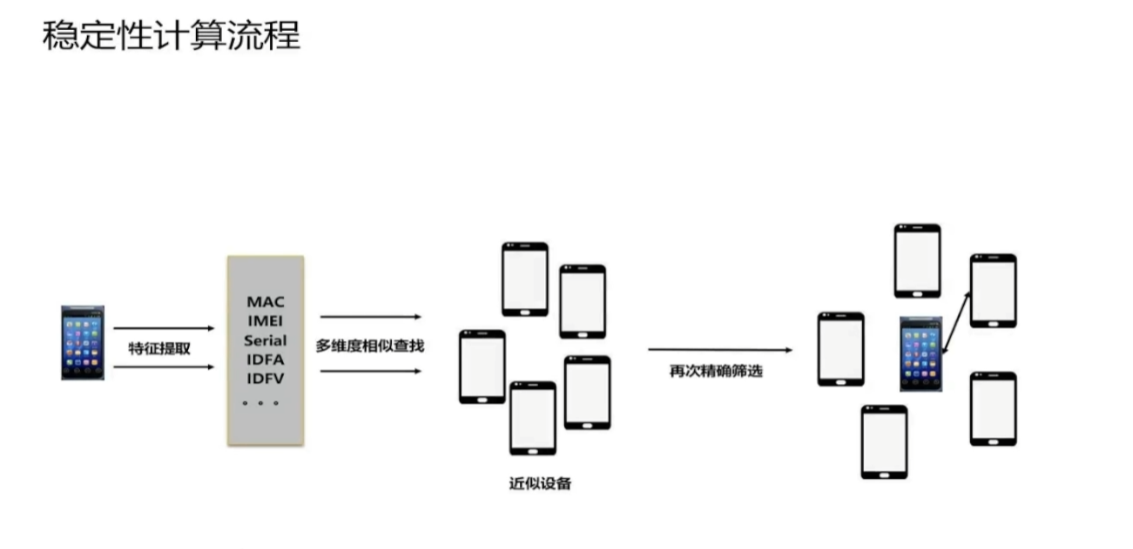 稳定性计算流程
特征提取
MAC
IMEI
Serial
IDFA
IDFV
• • •
多维度相似查找
近似设备
再次精确筛选